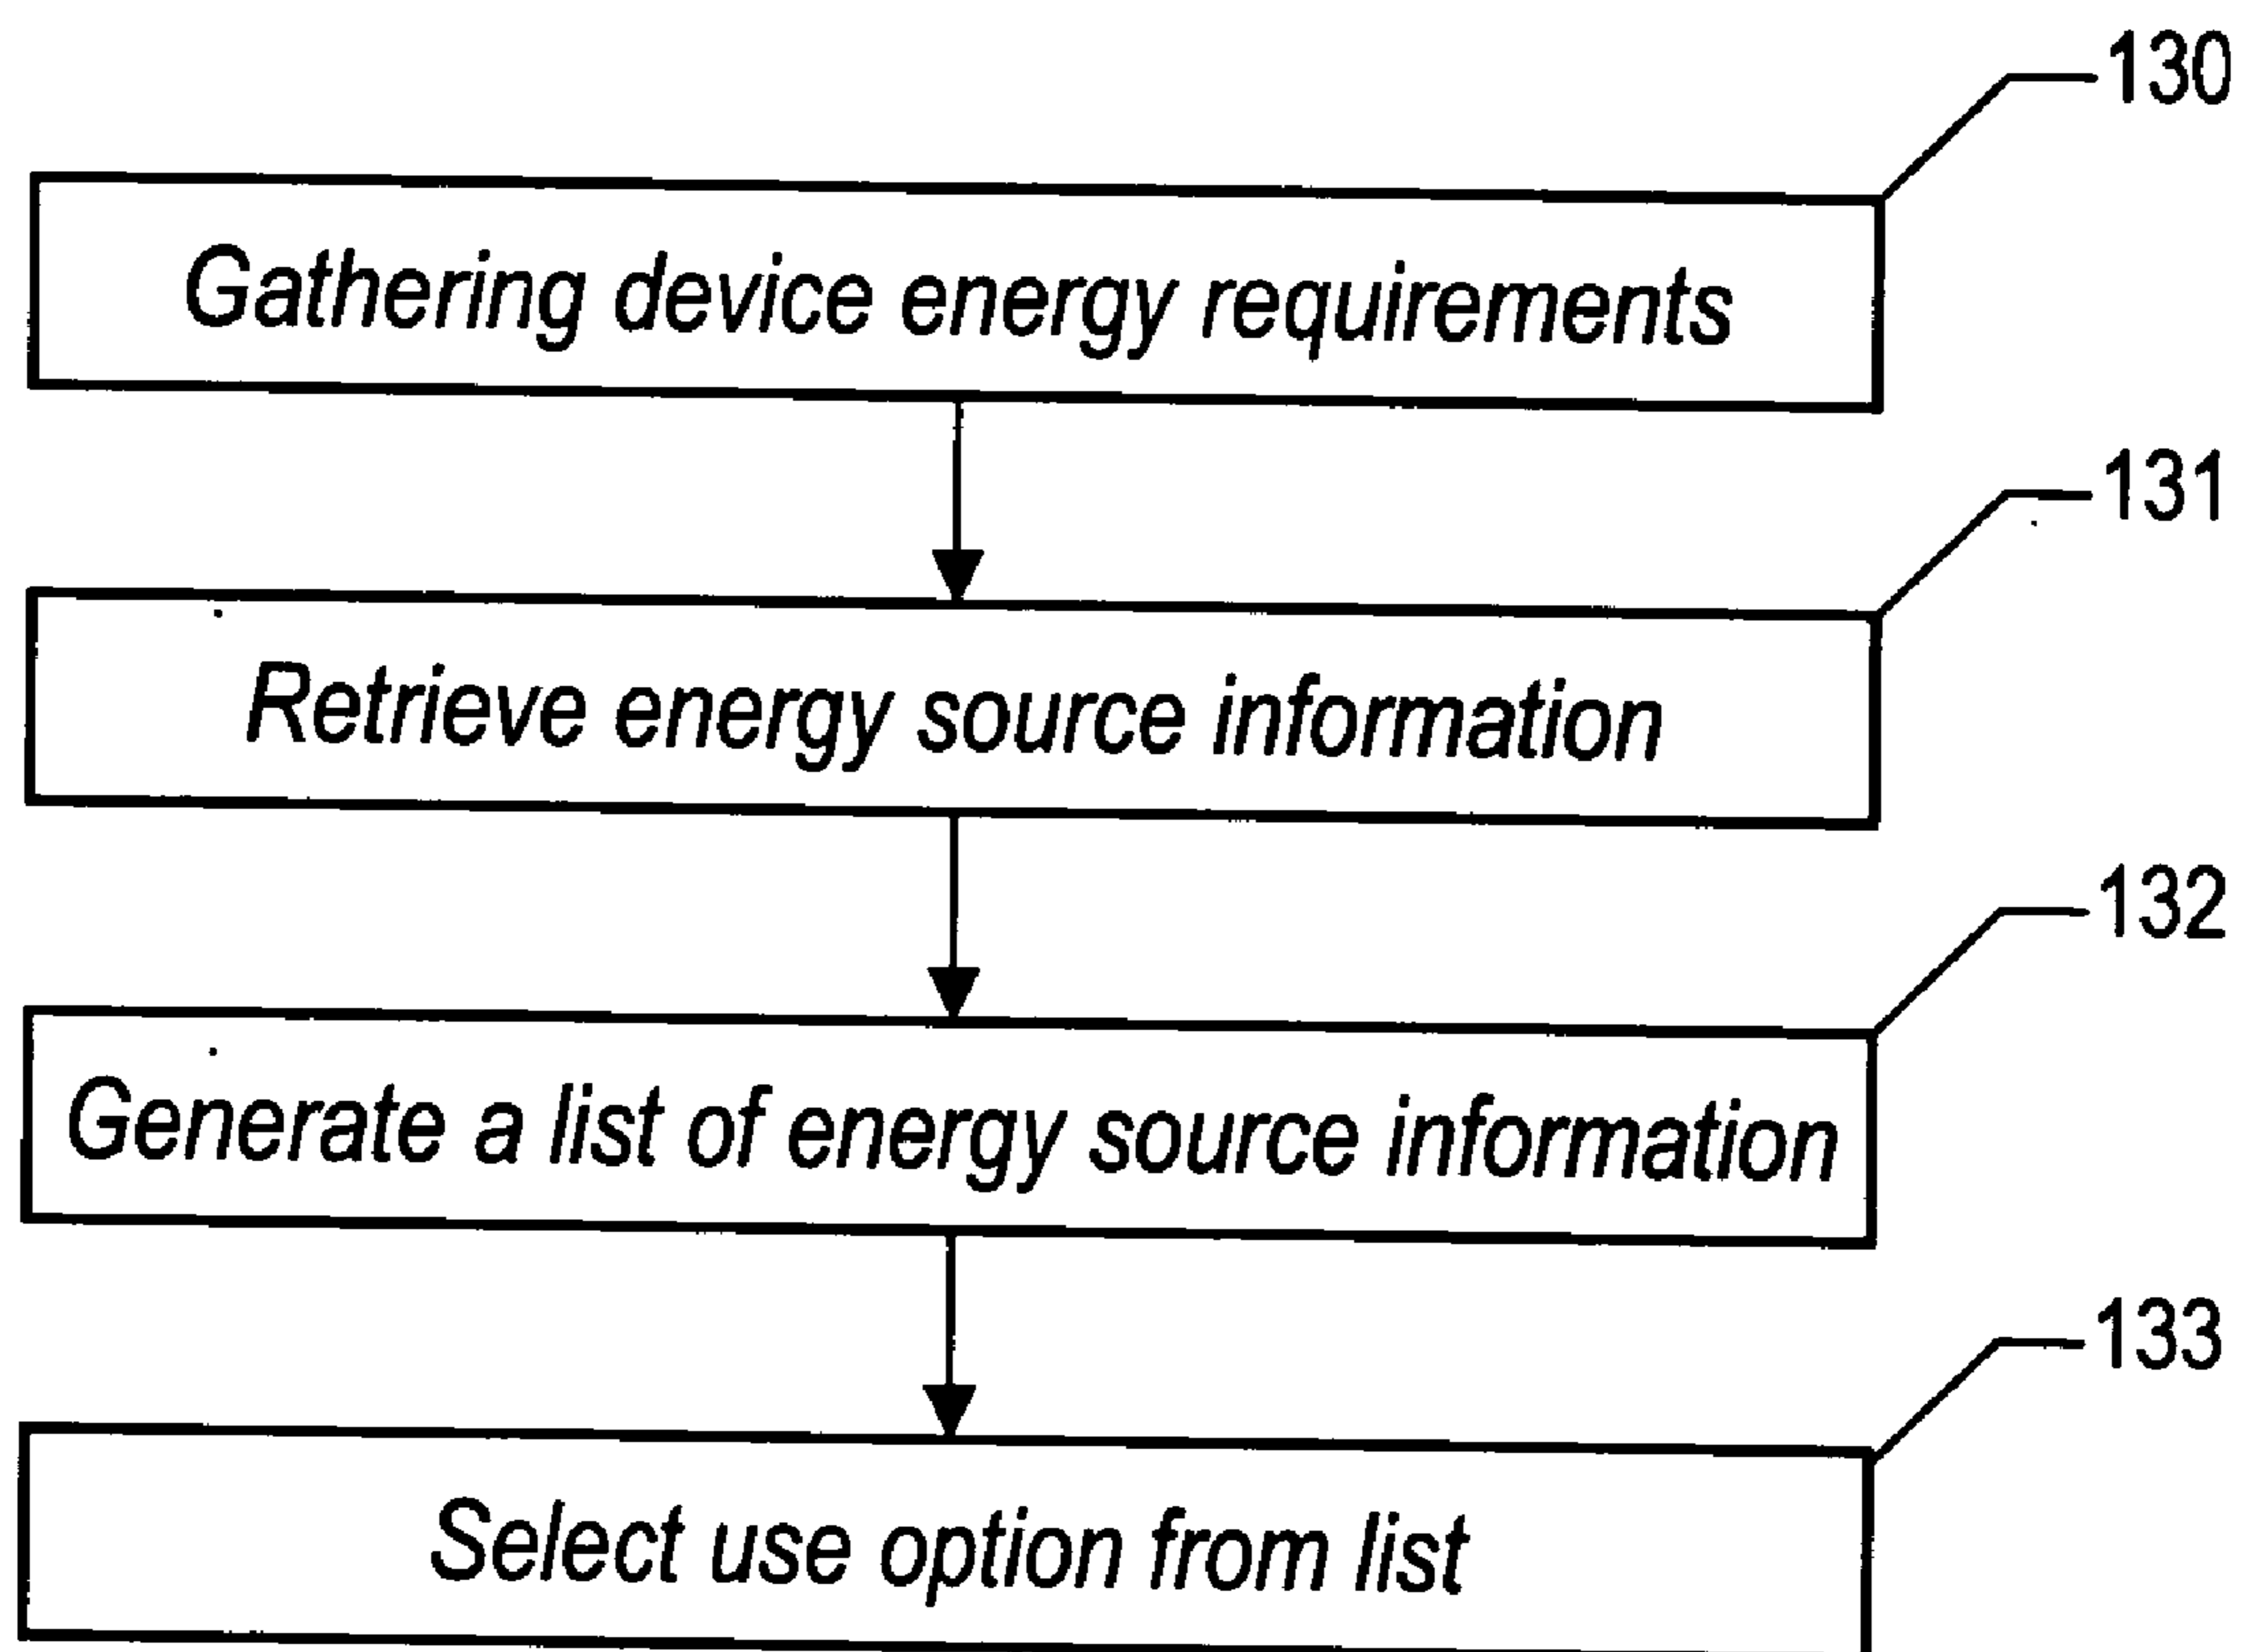 130
Gathering device energy requirements
131
Retrieve energy source information
132
Generate a list of energy source information
133
Select use option from list